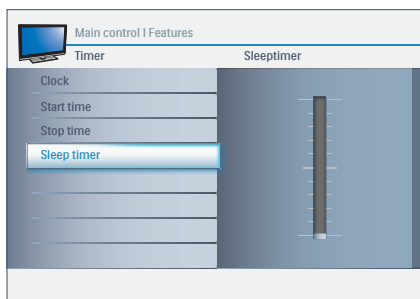 Main control I Features
Timer
Sleeptimer
Clock
Start time
Stop time
Sleep timer